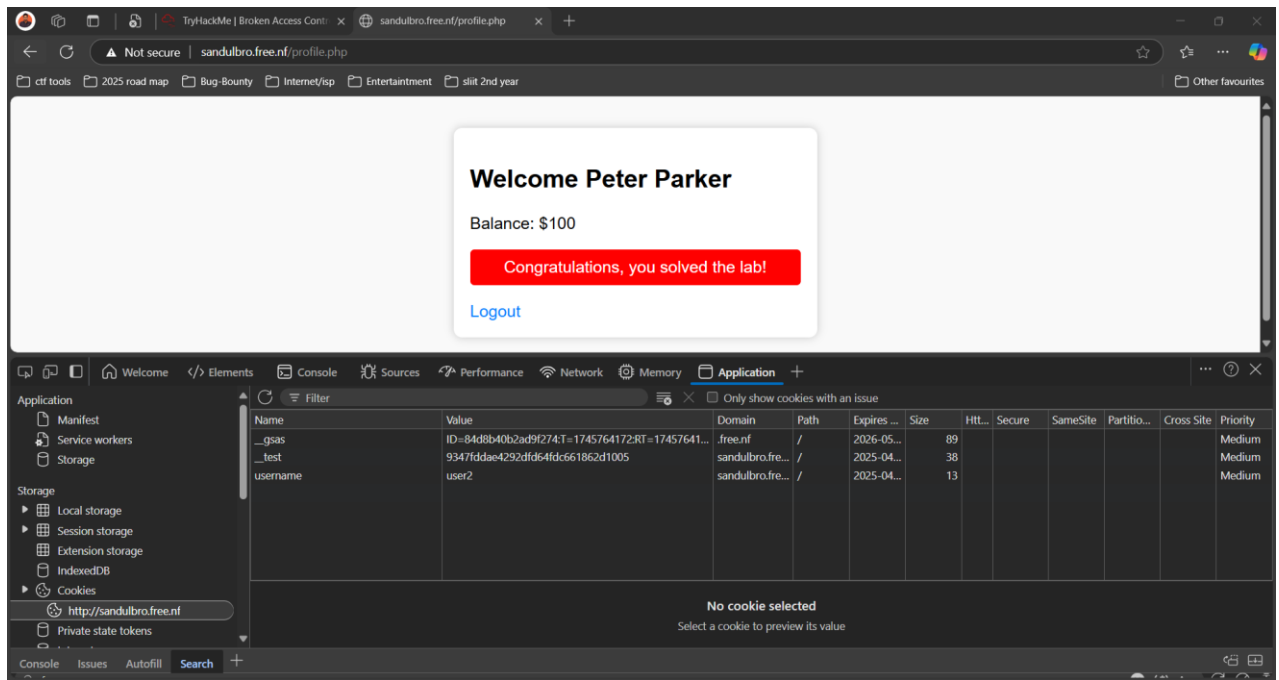 TryHackMe | Broken Access Contr
sandulbro.free.nf/profile.php
Not secure | sandulbro.free.nf/profile.php
ctf tools 2025 road map Bug-Bounty Internet/isp Entertaintment sliit 2nd year Other favourites
Welcome Peter Parker
Balance: $100
Congratulations, you solved the lab!
Logout
Welcome </> Elements Console Sources Performance Network Memory Application
Application
Manifest
Service workers
Storage
Storage
Local storage
Session storage
Extension storage
IndexedDB
Cookies
http://sandulbro.free.nf
Private state tokens
Filter Only show cookies with an issue
Name Value Domain Path Expires ... Size Htt... Secure SameSite Partitio... Cross Site Priority
__gsas ID=84d8b40b2ad9f274:T=1745764172:RT=17457641... .free.nf / 2026-05... 89 Medium
__test 9347fddae4292dfd64fdc661862d1005 sandulbro.fre... / 2025-04... 38 Medium
username user2 sandulbro.fre... / 2025-04... 13 Medium
No cookie selected
Select a cookie to preview its value
Console Issues Autofill Search